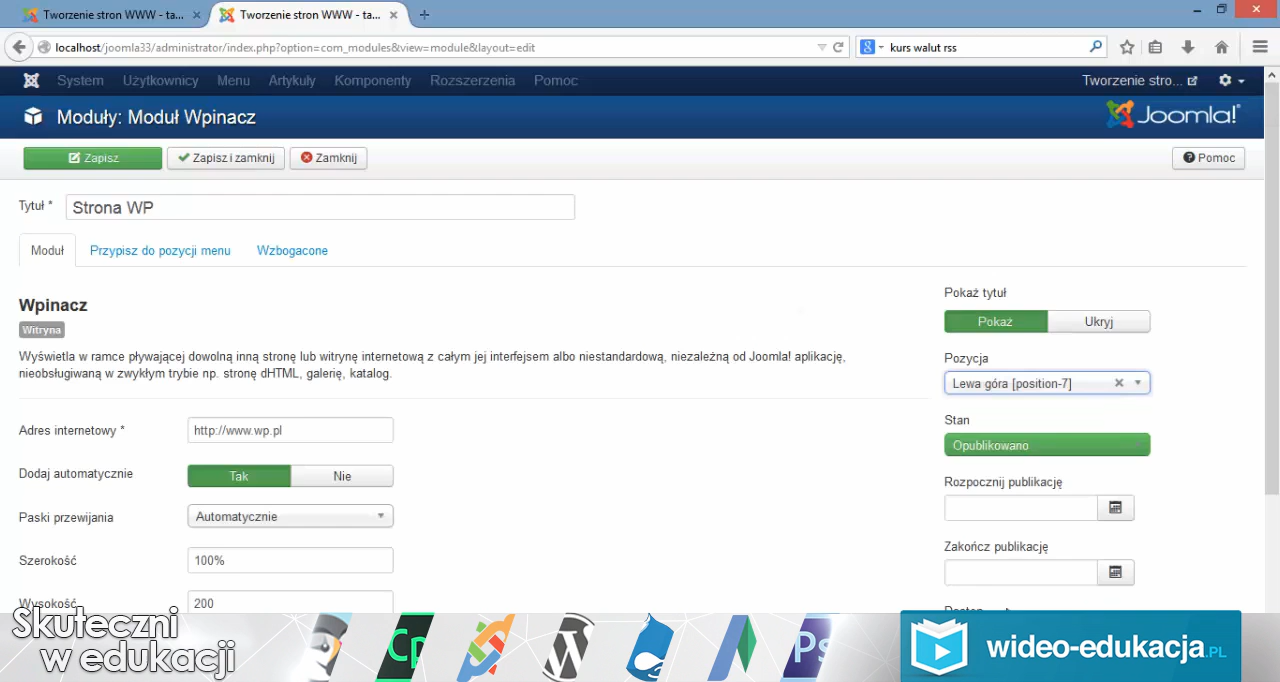 Tworzenie stron WWW - ta...
Tworzenie stron WWW - ta...
localhost/joomla33/administrator/index.php?option=com_modules&view=module&layout=edit
kurs walut rss
System Użytkownicy Menu Artykuły Komponenty Rozszerzenia Pomoc
Tworzenie stro...
Moduły: Moduł Wpinacz
Joomla!
Zapisz
Zapisz i zamknij
Zamknij
Pomoc
Tytuł *
Strona WP
Moduł
Przypisz do pozycji menu
Wzbogacone
Wpinacz
Witryna
Wyświetla w ramce pływającej dowolną inną stronę lub witrynę internetową z całym jej interfejsem albo niestandardową, niezależną od Joomla! aplikację,
nieobsługiwaną w zwykłym trybie np. stronę dHTML, galerię, katalog.
Adres internetowy *
http://www.wp.pl
Dodaj automatycznie
Tak
Nie
Paski przewijania
Automatycznie
Szerokość
100%
Wysokość
200
Pokaż tytuł
Pokaż
Ukryj
Pozycja
Lewa góra [position-7]
Stan
Opublikowano
Rozpocznij publikację
Zakończ publikację
Skuteczni
w edukacji
Cp
Ps
wideo-edukacja.PL